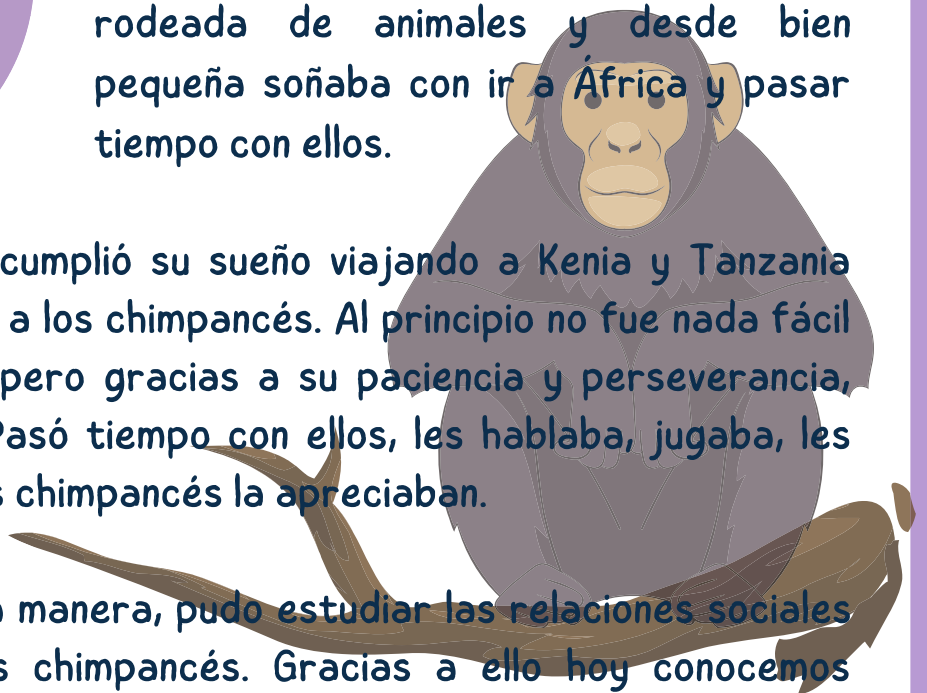 rodeada de animales y desde bien
pequeña soñaba con ir a África y pasar
tiempo con ellos.
cumplió su sueño viajando a Kenia y Tanzania
a los chimpancés. Al principio no fue nada fácil
pero gracias a su paciencia y perseverancia,
Pasó tiempo con ellos, les hablaba, jugaba, les
chimpancés la apreciaban.
manera, pudo estudiar las relaciones sociales
chimpancés. Gracias a ello hoy conocemos